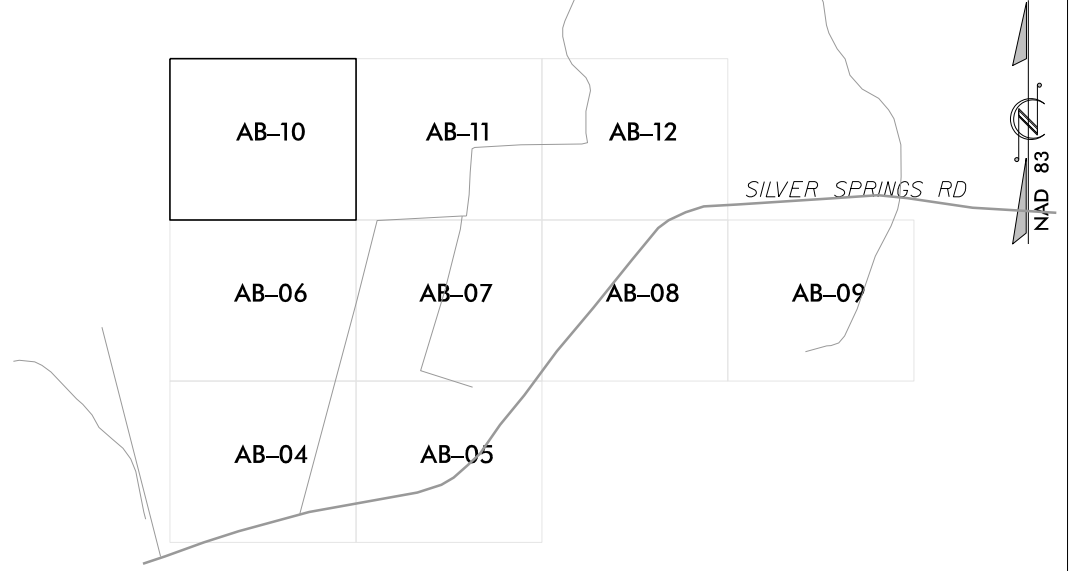 AB–10
AB–11
AB–12
SILVER SPRINGS RD
NAD 83
AB–06
AB–07
AB–08
AB–09
AB–04
AB–05